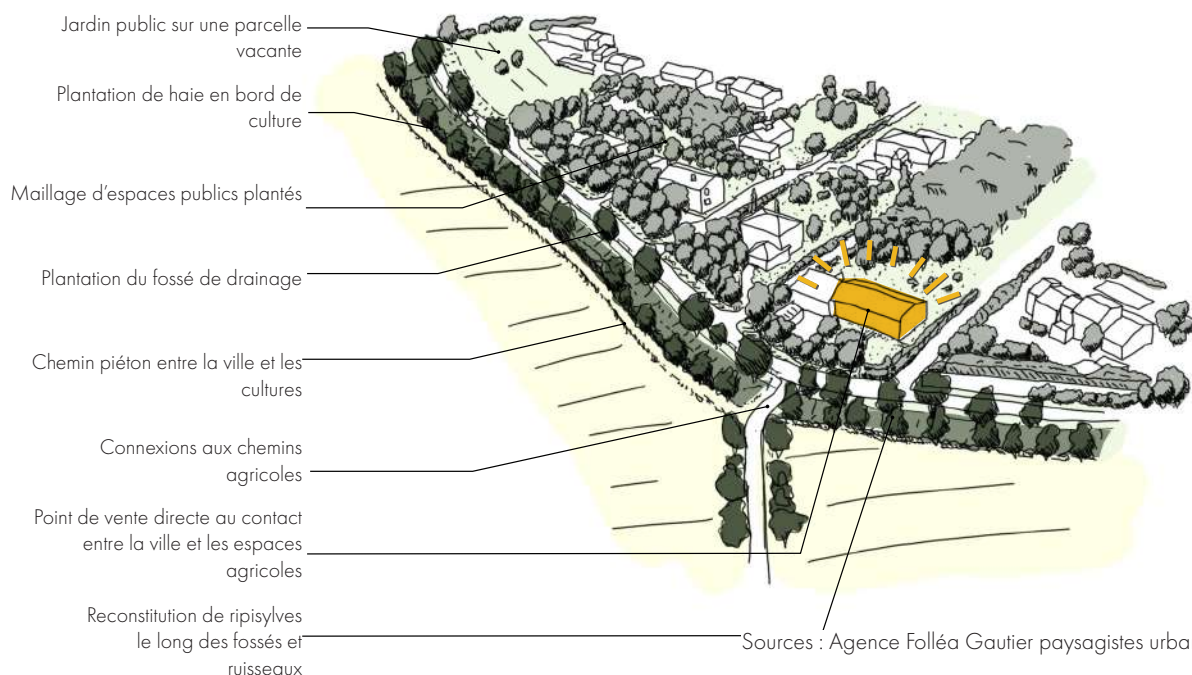 Jardin public sur une parcelle
vacante
Plantation de haie en bord de
culture
Maillage d'espaces publics plantés
Plantation du fossé de drainage
Chemin piéton entre la ville et les
cultures
Connexions aux chemins
agricoles
Point de vente directe au contact
entre la ville et les espaces
agricoles
Reconstitution de ripisylves
le long des fossés et
ruisseaux
Sources : Agence Folléa Gautier paysagistes urba